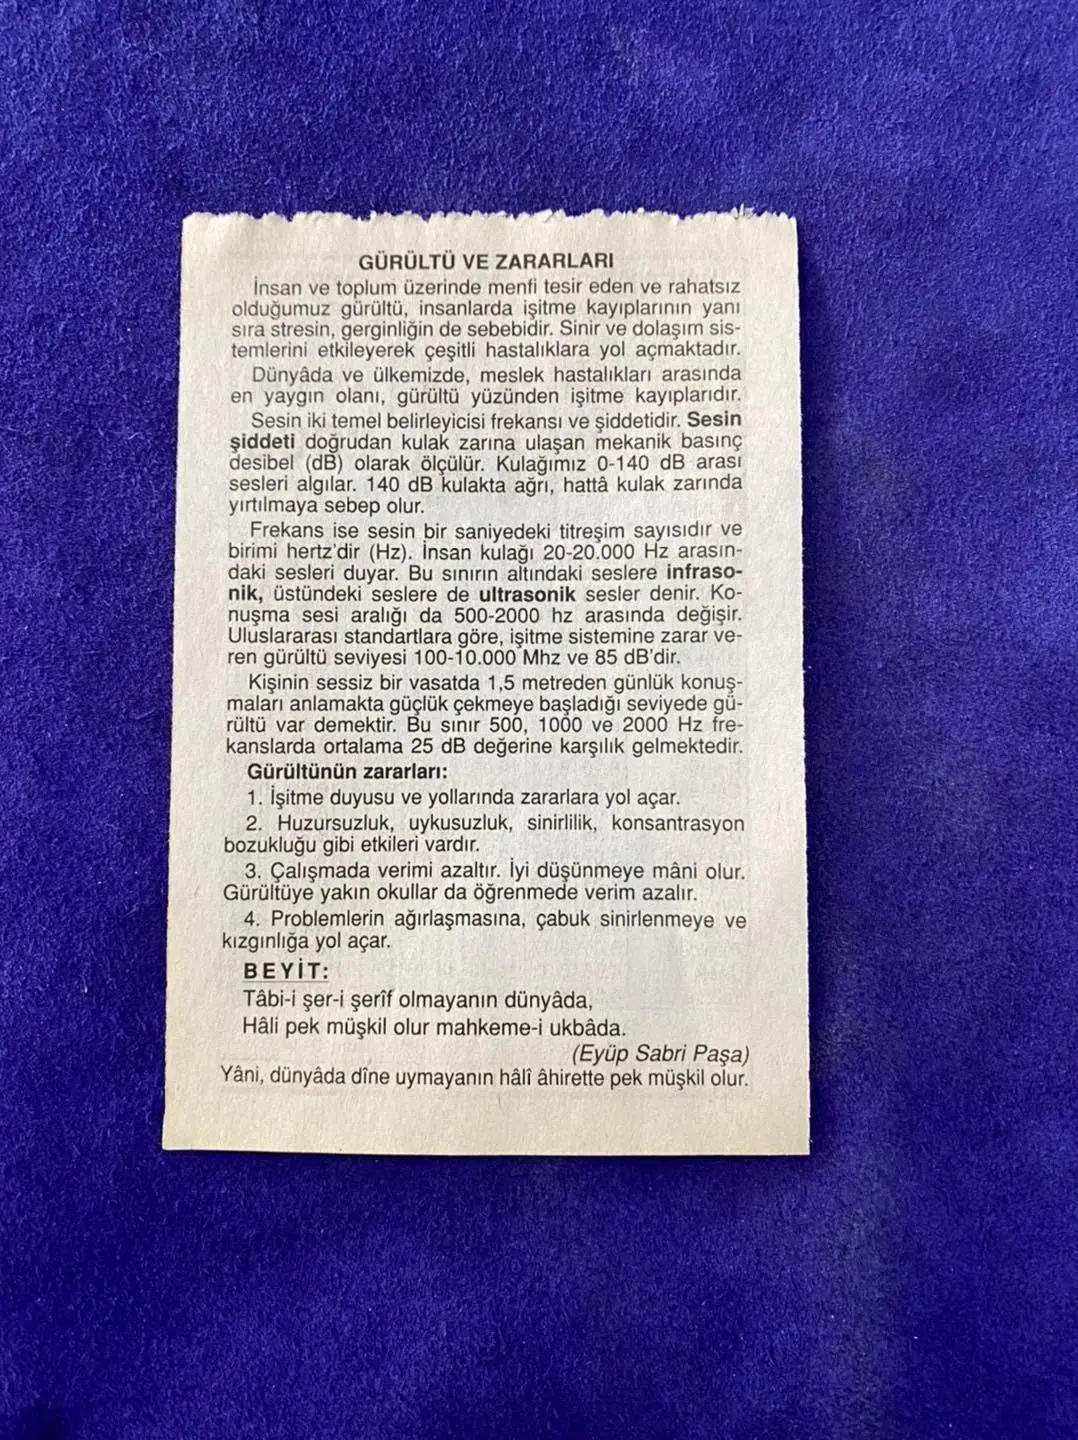 GÜRÜLTÜ VE ZARARLARI
İnsan ve toplum üzerinde menfi tesir eden ve rahatsız
olduğumuz gürültü, insanlarda işitme kayıplarının yanı
sıra stresin, gerginliğin de sebebidir. Sinir ve dolaşım sis-
temlerini etkileyerek çeşitli hastalıklara yol açmaktadır.
Dünyâda ve ülkemizde, meslek hastalıkları arasında
en yaygın olanı, gürültü yüzünden işitme kayıplarıdır.
Sesin iki temel belirleyicisi frekansı ve şiddetidir. Sesin
şiddeti doğrudan kulak zarına ulaşan mekanik basınç
desibel (dB) olarak ölçülür. Kulağımız 0-140 dB arası
sesleri algılar. 140 dB kulakta ağrı, hattâ kulak zarında
yırtılmaya sebep olur.
Frekans ise sesin bir saniyedeki titreşim sayısıdır ve
birimi hertz'dir (Hz). İnsan kulağı 20-20.000 Hz arasın-
daki sesleri duyar. Bu sınırın altındaki seslere infraso-
nik, üstündeki seslere de ultrasonik sesler denir. Ko-
nuşma sesi aralığı da 500-2000 hz arasında değişir.
Uluslararası standartlara göre, işitme sistemine zarar ve-
ren gürültü seviyesi 100-10.000 Mhz ve 85 dB'dir.
Kişinin sessiz bir vasatda 1,5 metreden günlük konuş-
maları anlamakta güçlük çekmeye başladığı seviyede gü-
rültü var demektir. Bu sınır 500, 1000 ve 2000 Hz fre-
kanslarda ortalama 25 dB değerine karşılık gelmektedir.
Gürültünün zararları:
1. İşitme duyusu ve yollarında zararlara yol açar.
2. Huzursuzluk, uykusuzluk, sinirlilik, konsantrasyon
bozukluğu gibi etkileri vardır.
3. Çalışmada verimi azaltır. İyi düşünmeye mâni olur.
Gürültüye yakın okullar da öğrenmede verim azalır.
4. Problemlerin ağırlaşmasına, çabuk sinirlenmeye ve
kızgınlığa yol açar.
BEYİT:
Tâbi-i şer-i şerîf olmayanın dünyâda,
Hâli pek müşkil olur mahkeme-i ukbâda.
(Eyüp Sabri Paşa)
Yâni, dünyâda dîne uymayanın hâlî âhirette pek müşkil olur.